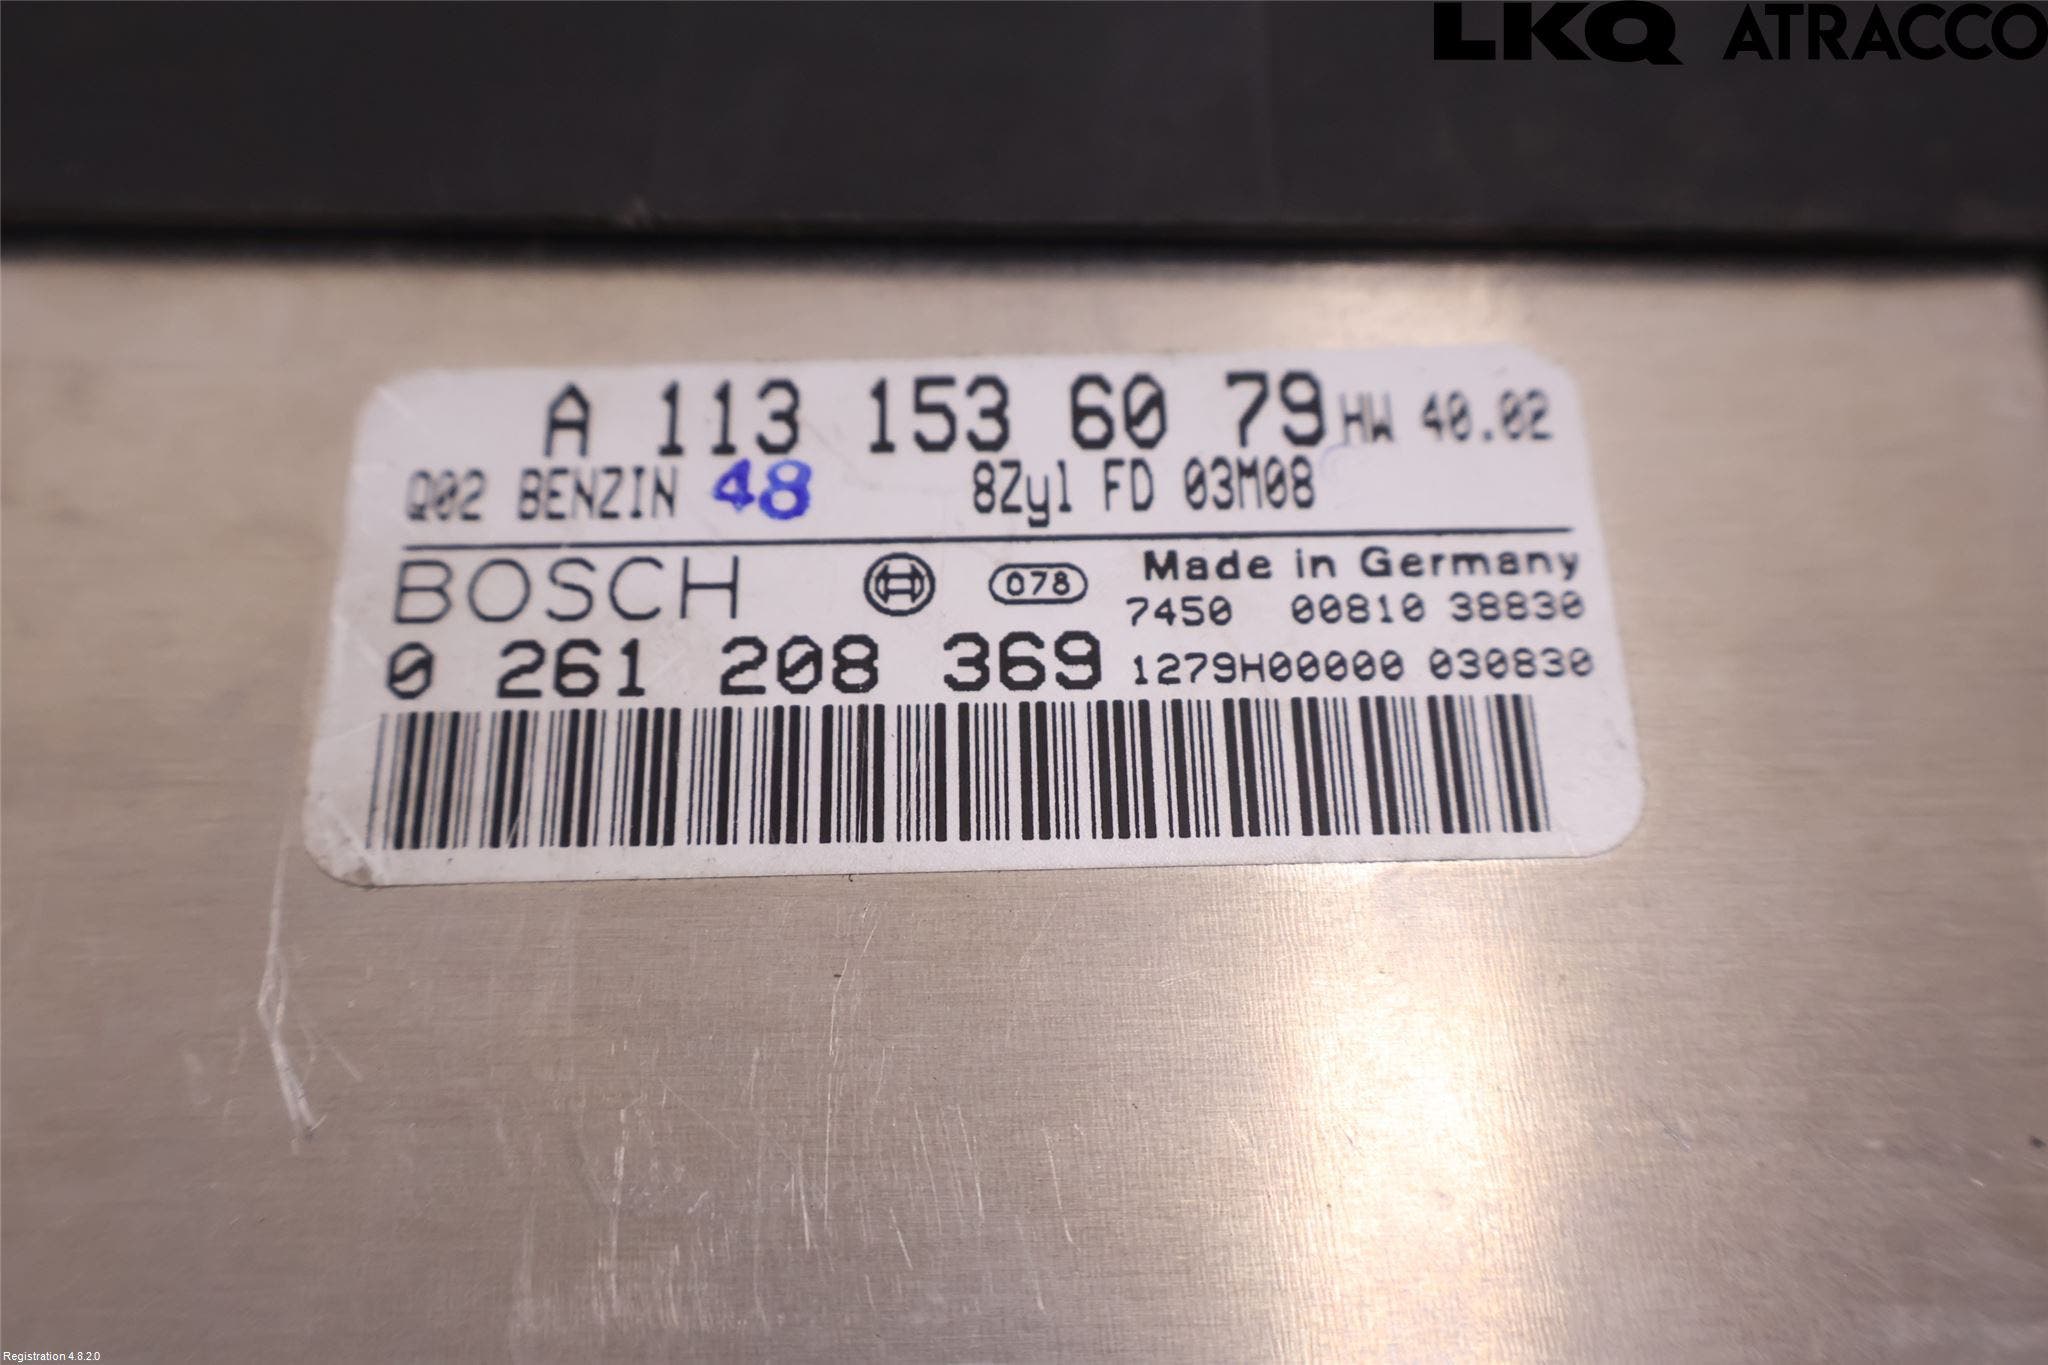 LKQ ATRACCO
A 113 153 60 79 HW 40.02
Q02 BENZIN 48 8Zyl FD 03M08
BOSCH 078 Made in Germany
7450 00810 38830
0 261 208 369 1279H00000 030830
Registration 4.8.2.0